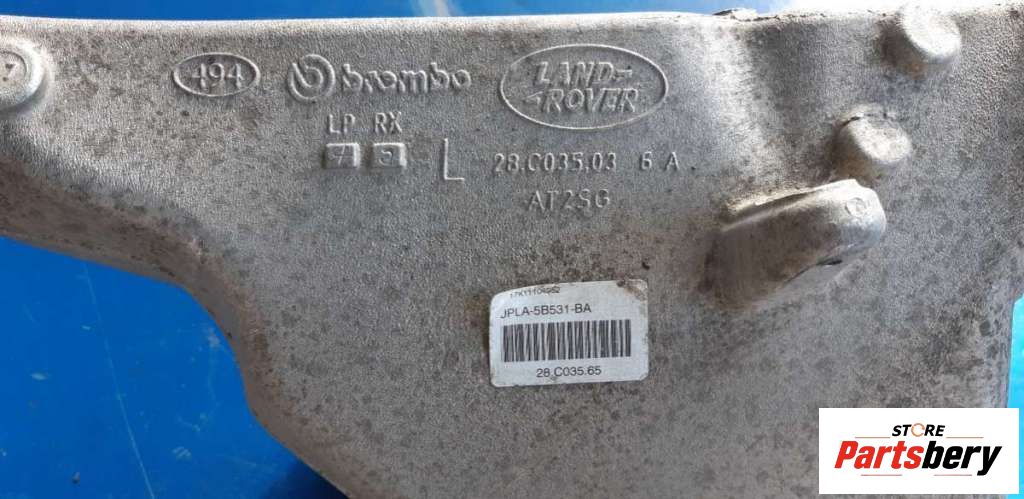 7
494 brembo LAND-ROVER
LP RX
L 28.C035.03 6 A
AT2SG
JPLA-5B531-BA
28.C035.65
STORE
Partsbery